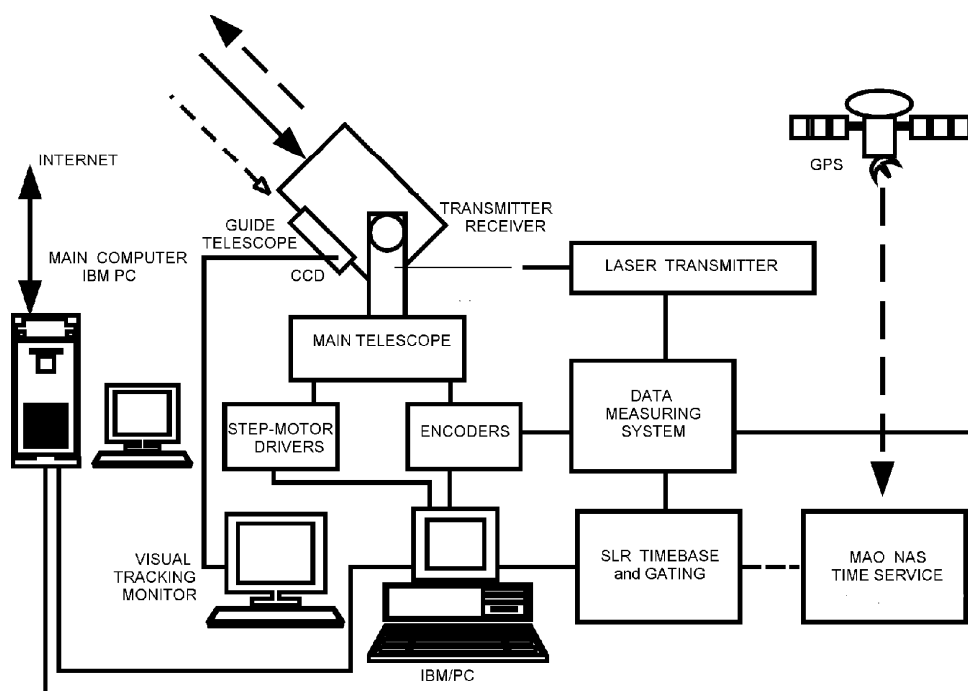 INTERNET
MAIN COMPUTER
IBM PC
GUIDE
TELESCOPE
CCD
TRANSMITTER
RECEIVER
GPS
LASER TRANSMITTER
MAIN TELESCOPE
STEP-MOTOR
DRIVERS
ENCODERS
DATA
MEASURING
SYSTEM
VISUAL
TRACKING
MONITOR
IBM/PC
SLR TIMEBASE
and GATING
MAO NAS
TIME SERVICE